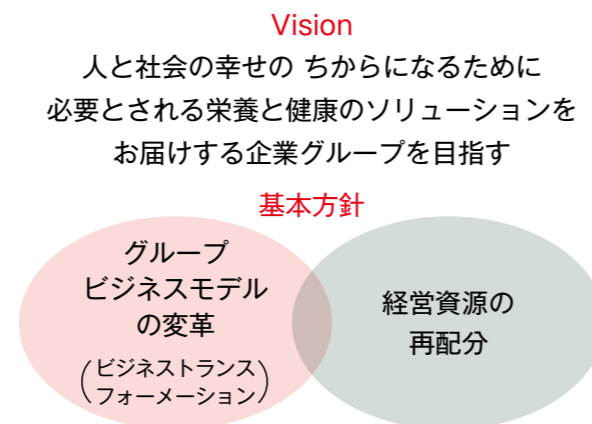 Vision
人と社会の幸せの ちからになるために
必要とされる栄養と健康のソリューションを
お届けする企業グループを目指す
基本方針
グループ
ビジネスモデル
の変革
(ビジネストランス
フォーメーション)
経営資源の
再配分